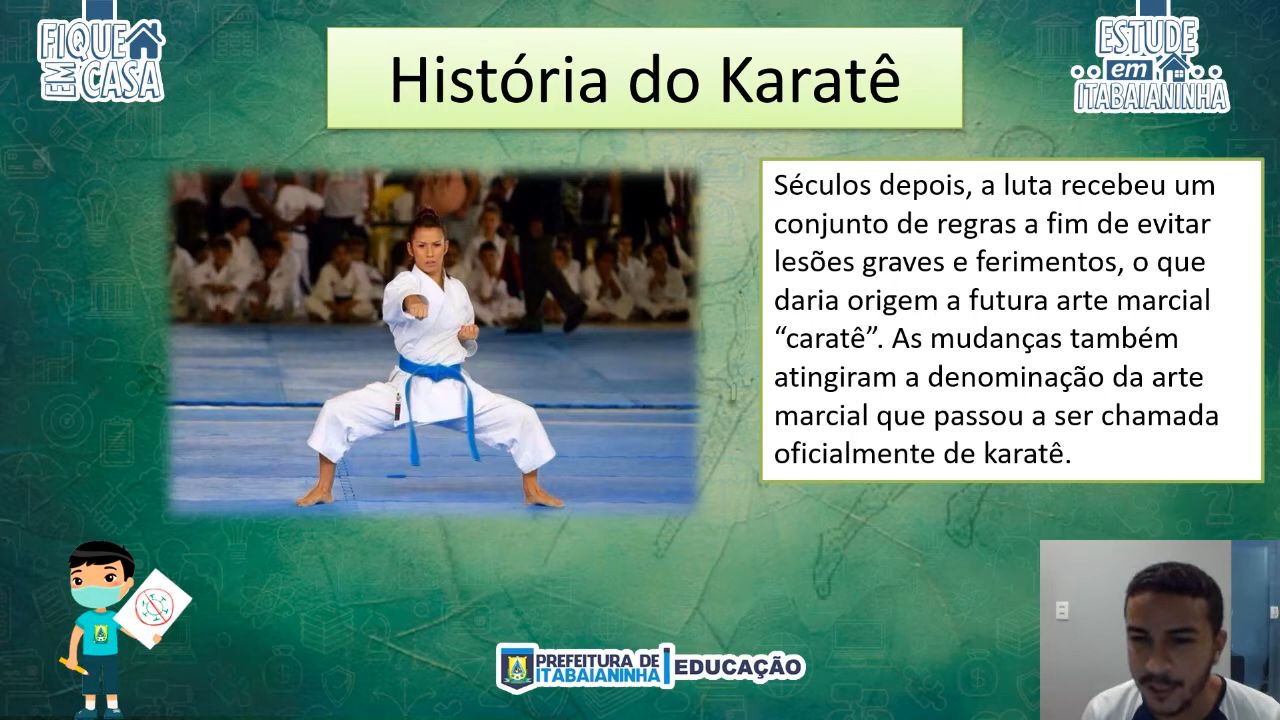 FIQUE
EM
CASA
História do Karatê
ESTUDE
em
ITABAIANINHA
Séculos depois, a luta recebeu um
conjunto de regras a fim de evitar
lesões graves e ferimentos, o que
daria origem a futura arte marcial
“caratê”. As mudanças também
atingiram a denominação da arte
marcial que passou a ser chamada
oficialmente de karatê.
PREFEITURA DE
ITABAIANINHA
EDUCAÇÃO